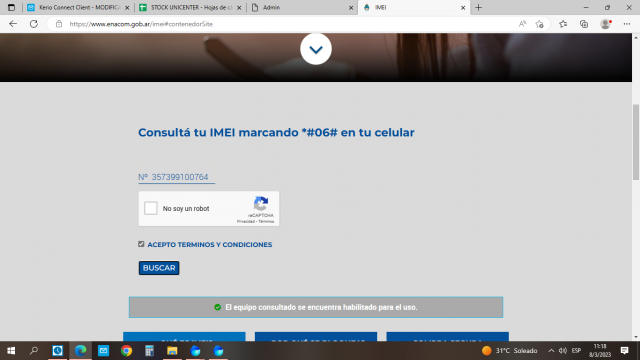 Kerio Connect Client - MODIFICA
STOCK UNICENTER - Hojas de cá
Admin
IMEI
https://www.enacom.gob.ar/imei#contenedorSite
Consultá tu IMEI marcando *#06# en tu celular
Nº 357399100764
No soy un robot
reCAPTCHA
Privacidad - Términos
ACEPTO TERMINOS Y CONDICIONES
BUSCAR
El equipo consultado se encuentra habilitado para el uso.
31°C Soleado
ESP
11:18
8/3/2023